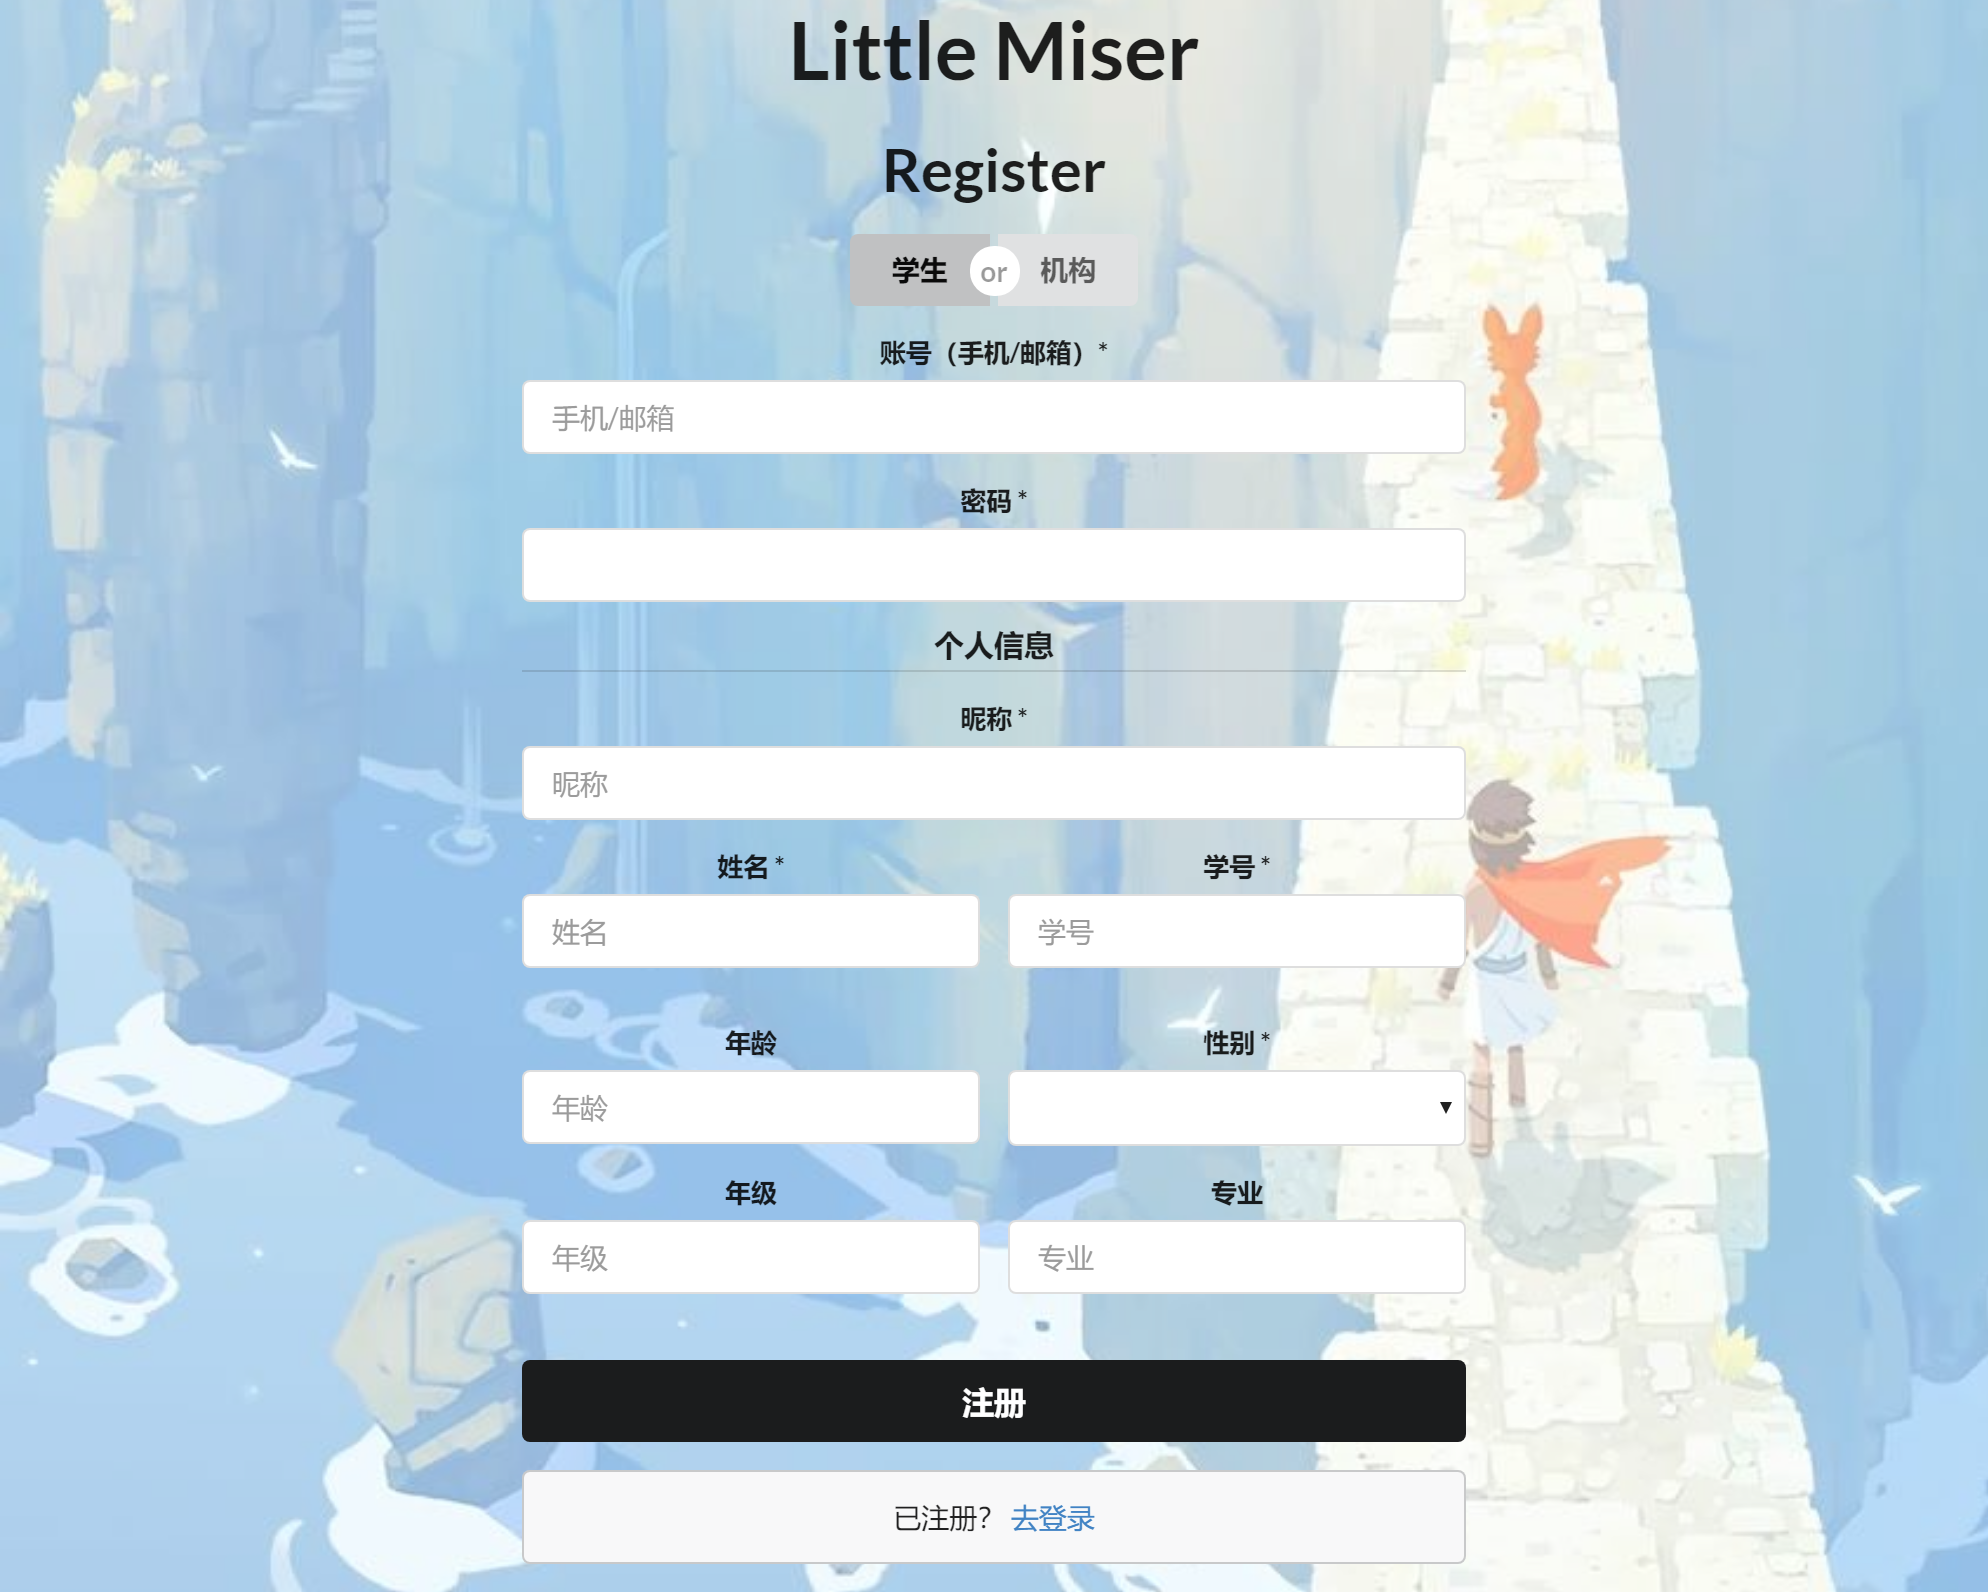 Little Miser
Register
学生 or 机构
账号（手机/邮箱）*
手机/邮箱
密码 *
个人信息
昵称 *
昵称
姓名 * 学号 *
姓名 学号
年龄 性别 *
年龄 ▼
年级 专业
年级 专业
注册
已注册？ 去登录